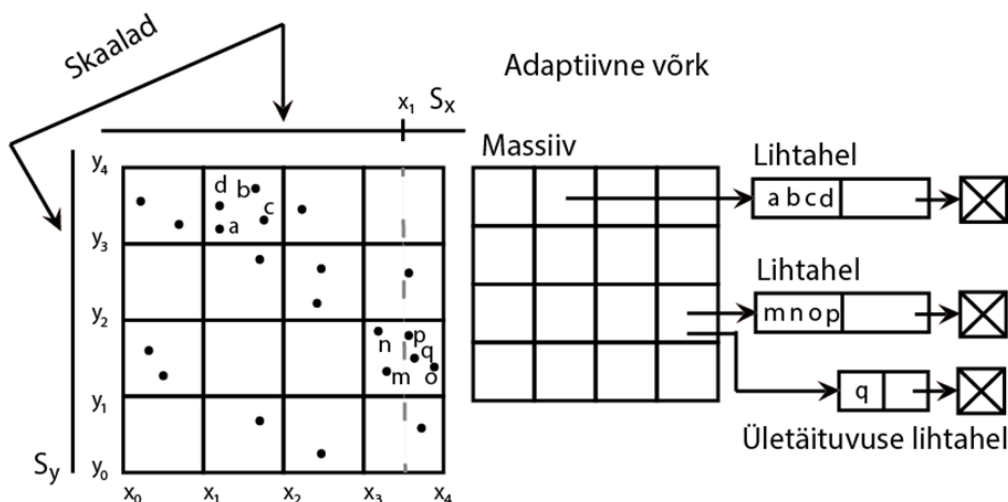 Skaalad
Adaptiivne võrk
x₁ Sₓ
Massiiv
Lihtahel
y₄
d b
c
a
a b c d
y₃
Lihtahel
y₂
m n o p
n p
q
m o
y₁
q
Ületäituvuse lihtahel
S_y
y₀
x₀ x₁ x₂ x₃ x₄